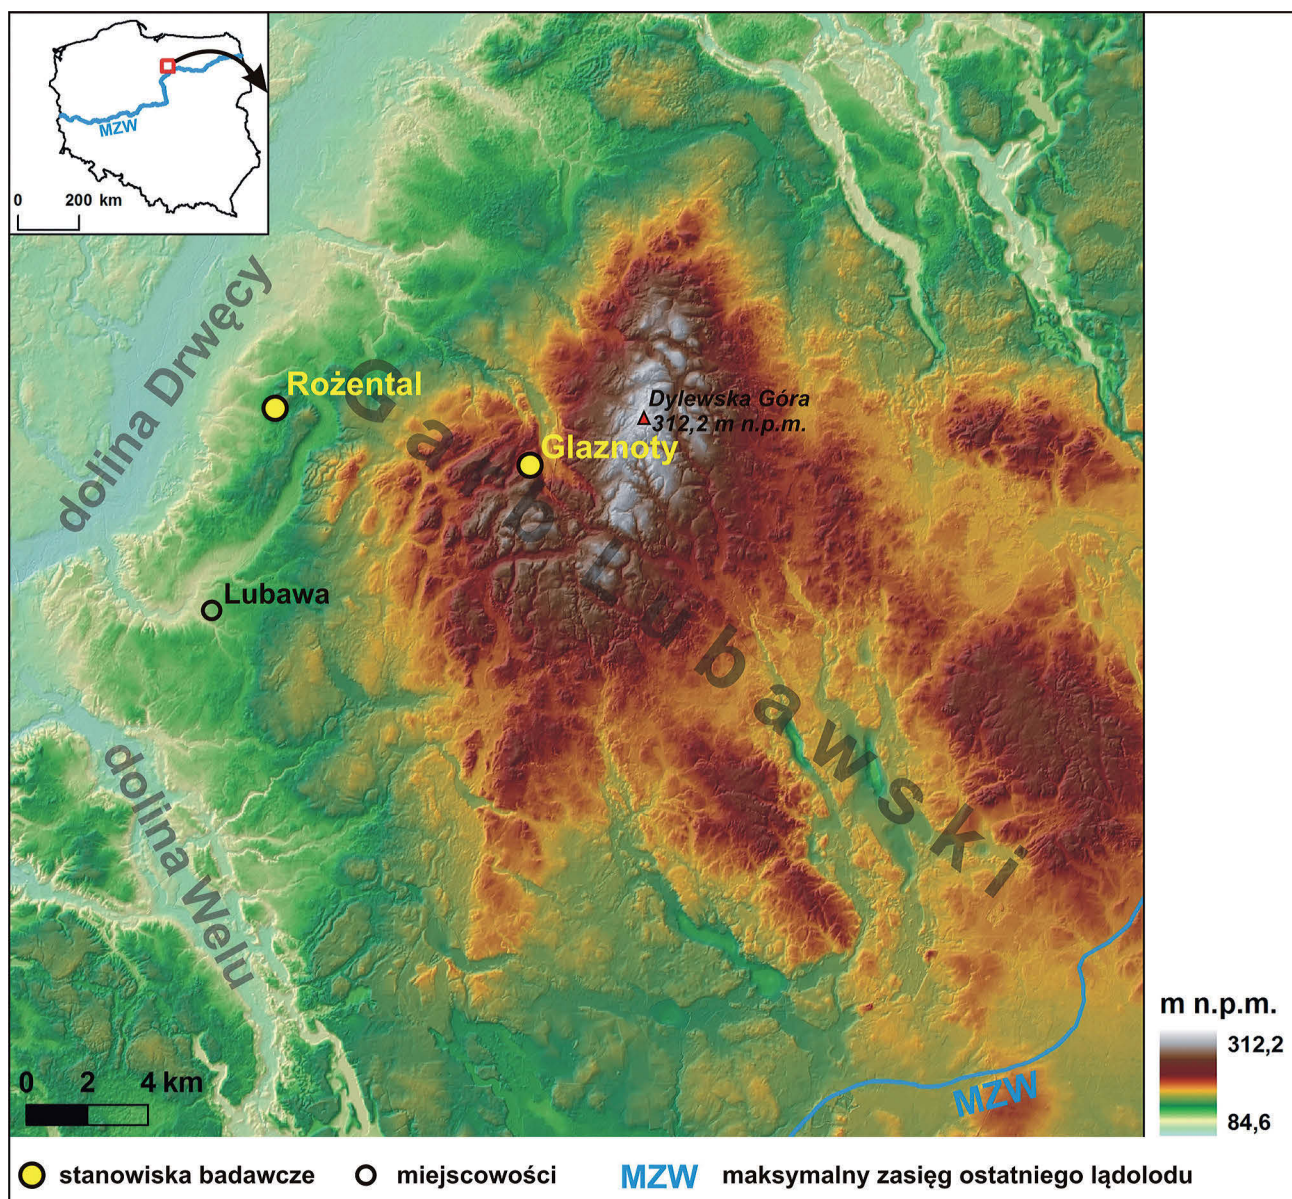 MZW
0 200 km
dolina Drwęcy
Rożental
Dylewska Góra
312,2 m n.p.m.
Glaznoty
Garb Lubawski
Lubawa
dolina Welu
0 2 4 km
MZW
m n.p.m.
312,2
84,6
stanowiska badawcze
miejscowości
MZW maksymalny zasięg ostatniego lądolodu